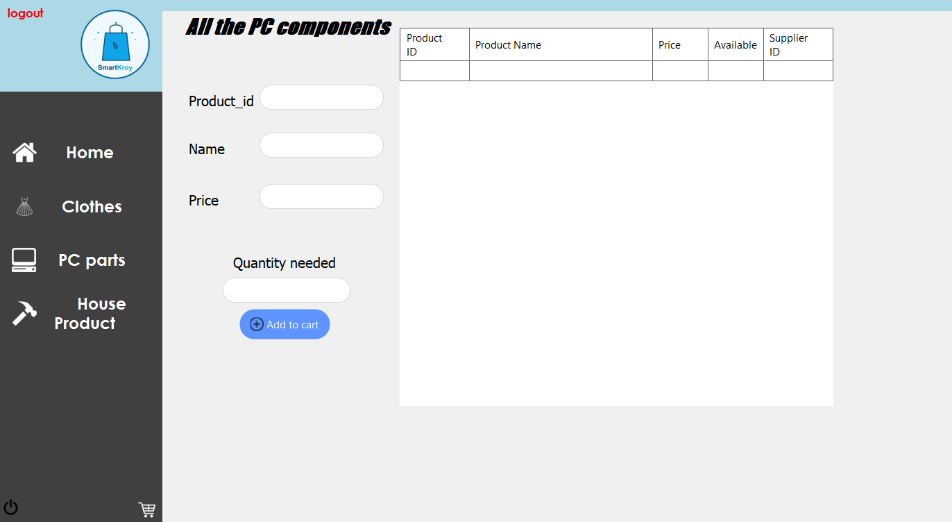 logout
৳
SmartKroy
Home
Clothes
PC parts
House
Product
All the PC components
Product_id
Name
Price
Quantity needed
Add to cart
Product
ID
Product Name
Price
Available
Supplier
ID